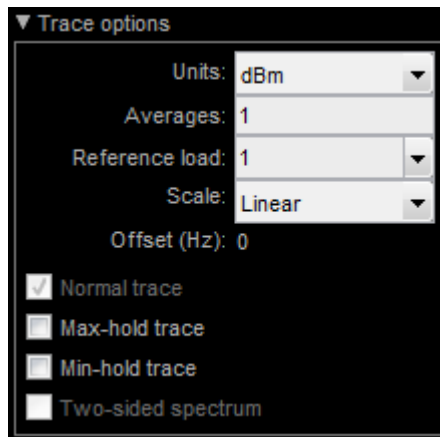 Trace options
Units: dBm
Averages: 1
Reference load: 1
Scale: Linear
Offset (Hz): 0
Normal trace
Max-hold trace
Min-hold trace
Two-sided spectrum